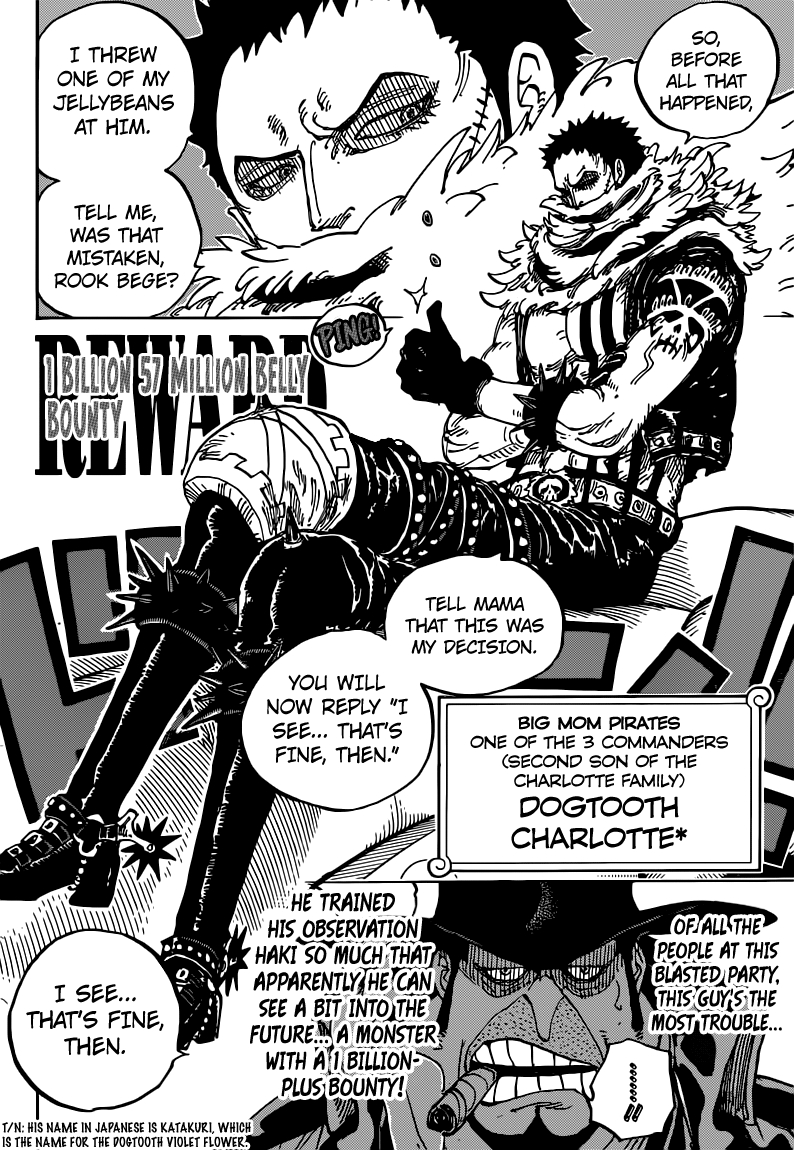 SO,
BEFORE
ALL THAT
HAPPENED,
I THREW
ONE OF MY
JELLYBEANS
AT HIM.
TELL ME,
WAS THAT
MISTAKEN,
ROOK BEGE?
PING!
REWARD
1 BILLION 57 MILLION BELLY
BOUNTY
TELL MAMA
THAT THIS WAS
MY DECISION.
YOU WILL
NOW REPLY "I
SEE... THAT'S
FINE, THEN."
BIG MOM PIRATES
ONE OF THE 3 COMMANDERS
(SECOND SON OF THE
CHARLOTTE FAMILY)
DOGTOOTH
CHARLOTTE*
OF ALL THE
PEOPLE AT THIS
BLASTED PARTY,
THIS GUY'S THE
MOST TROUBLE...
HE TRAINED
HIS OBSERVATION
HAKI SO MUCH THAT
APPARENTLY HE CAN
SEE A BIT INTO THE
FUTURE... A MONSTER
WITH A 1 BILLION-
PLUS BOUNTY!
........!!
I SEE...
THAT'S FINE,
THEN.
T/N: HIS NAME IN JAPANESE IS KATAKURI, WHICH
IS THE NAME FOR THE DOGTOOTH VIOLET FLOWER.